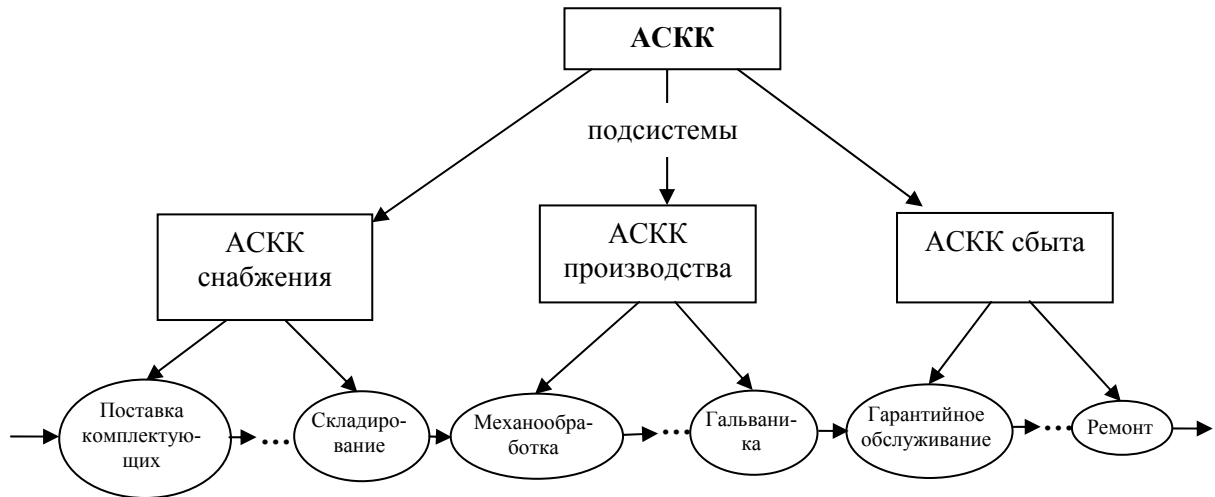 АСКК
подсистемы
АСКК
снабжения
АСКК
производства
АСКК сбыта
Поставка
комплектую-
щих
...
Складиро-
вание
Механообра-
ботка
...
Гальвани-
ка
Гарантийное
обслуживание
...
Ремонт